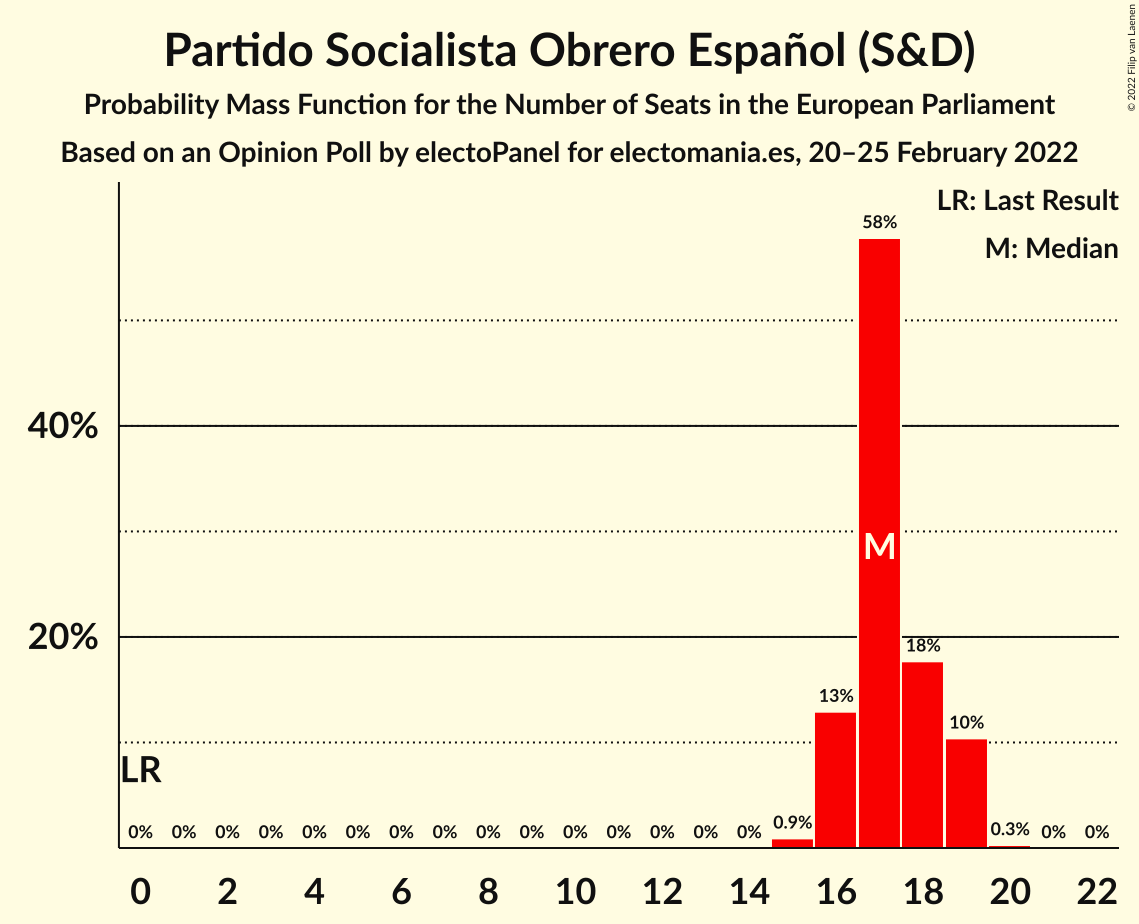 Partido Socialista Obrero Español (S&D)
Probability Mass Function for the Number of Seats in the European Parliament
Based on an Opinion Poll by electoPanel for electomania.es, 20–25 February 2022
© 2022 Filip van Laenen
LR: Last Result
M: Median
58%
40%
M
20%
18%
13%
10%
LR
0% 0% 0% 0% 0% 0% 0% 0% 0% 0% 0% 0% 0% 0% 0% 0.9% 0.3% 0% 0%
0 2 4 6 8 10 12 14 16 18 20 22